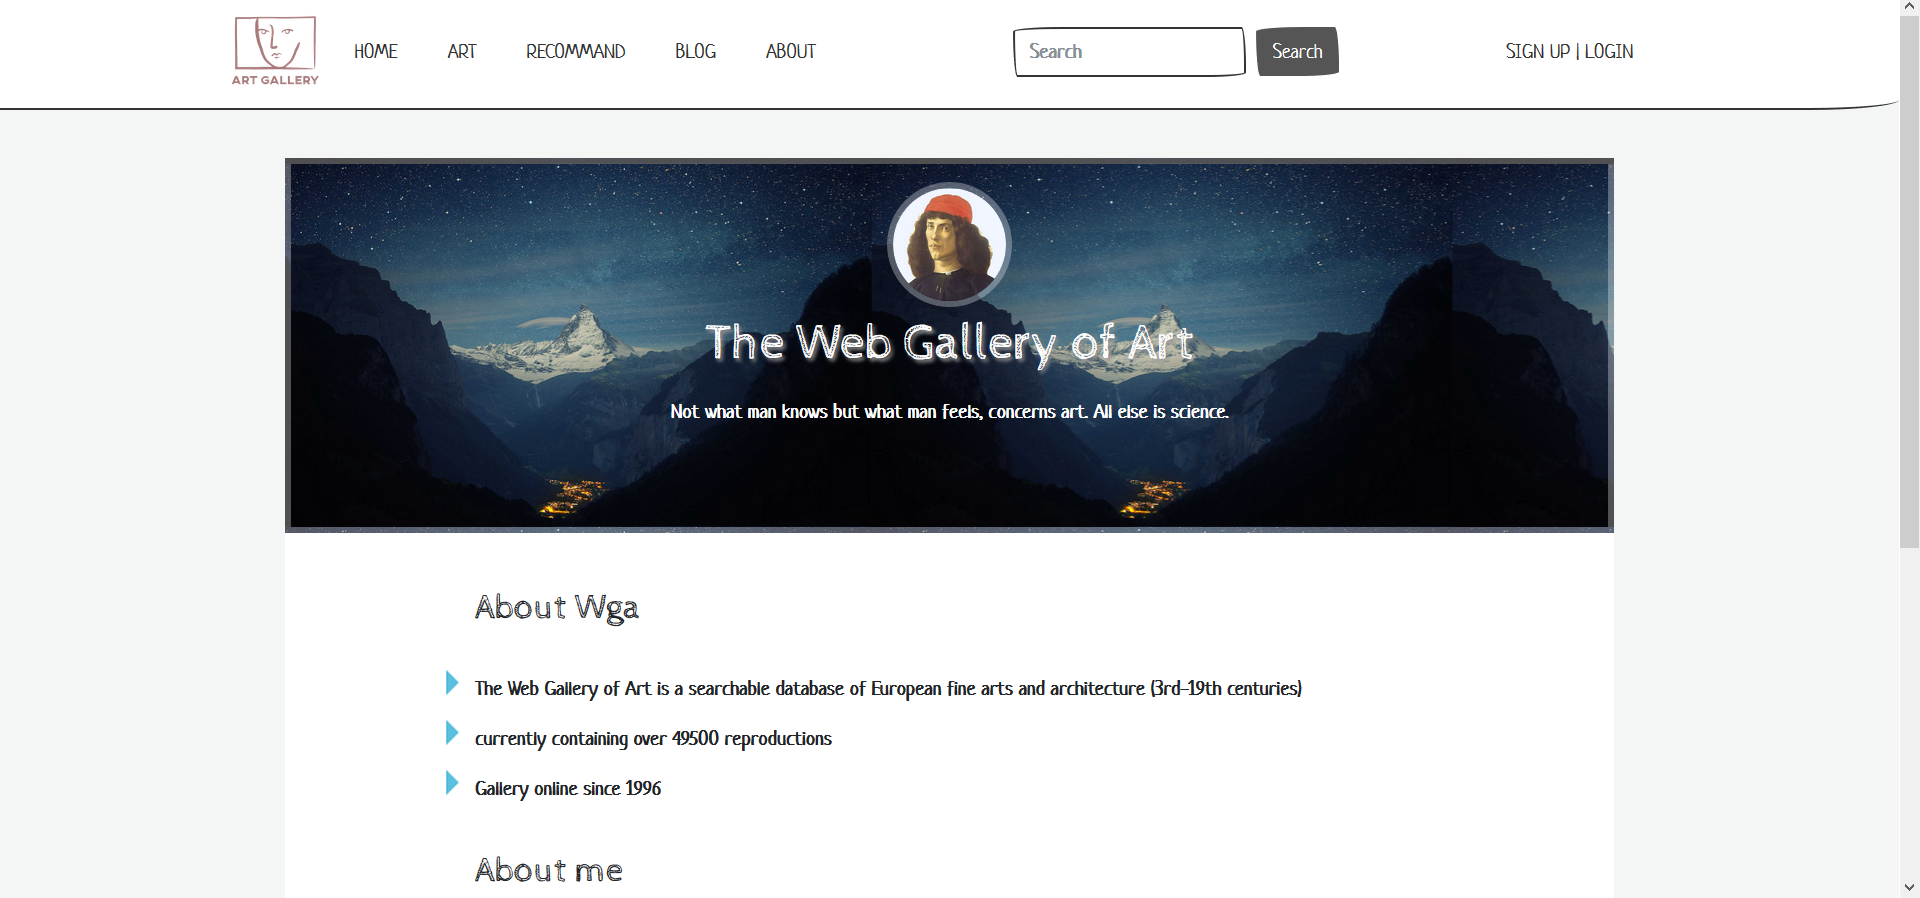 ART GALLERY
HOME ART RECOMMAND BLOG ABOUT Search Search SIGN UP | LOGIN
The Web Gallery of Art
Not what man knows but what man feels, concerns art. All else is science.
About Wga
The Web Gallery of Art is a searchable database of European fine arts and architecture (3rd–19th centuries)
currently containing over 49500 reproductions
Gallery online since 1996
About me